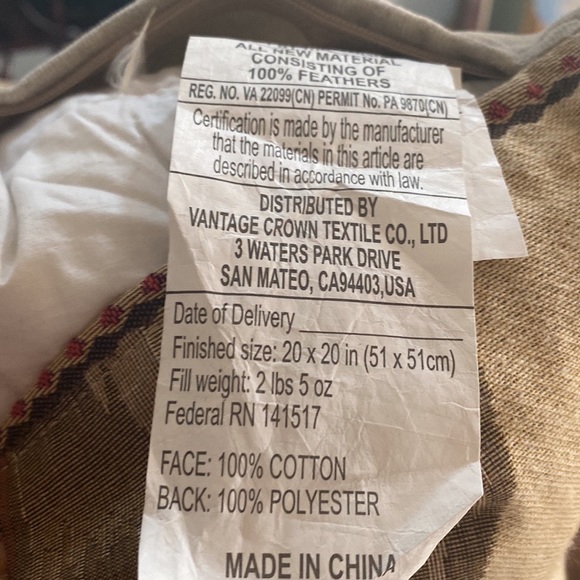 ALL NEW MATERIAL
CONSISTING OF
100% FEATHERS
REG. NO. VA 22099(CN) PERMIT No. PA 9870(CN)
Certification is made by the manufacturer
that the materials in this article are
described in accordance with law.
DISTRIBUTED BY
VANTAGE CROWN TEXTILE CO., LTD
3 WATERS PARK DRIVE
SAN MATEO, CA94403,USA
Date of Delivery
Finished size: 20 x 20 in (51 x 51cm)
Fill weight: 2 lbs 5 oz
Federal RN 141517
FACE: 100% COTTON
BACK: 100% POLYESTER
MADE IN CHINA